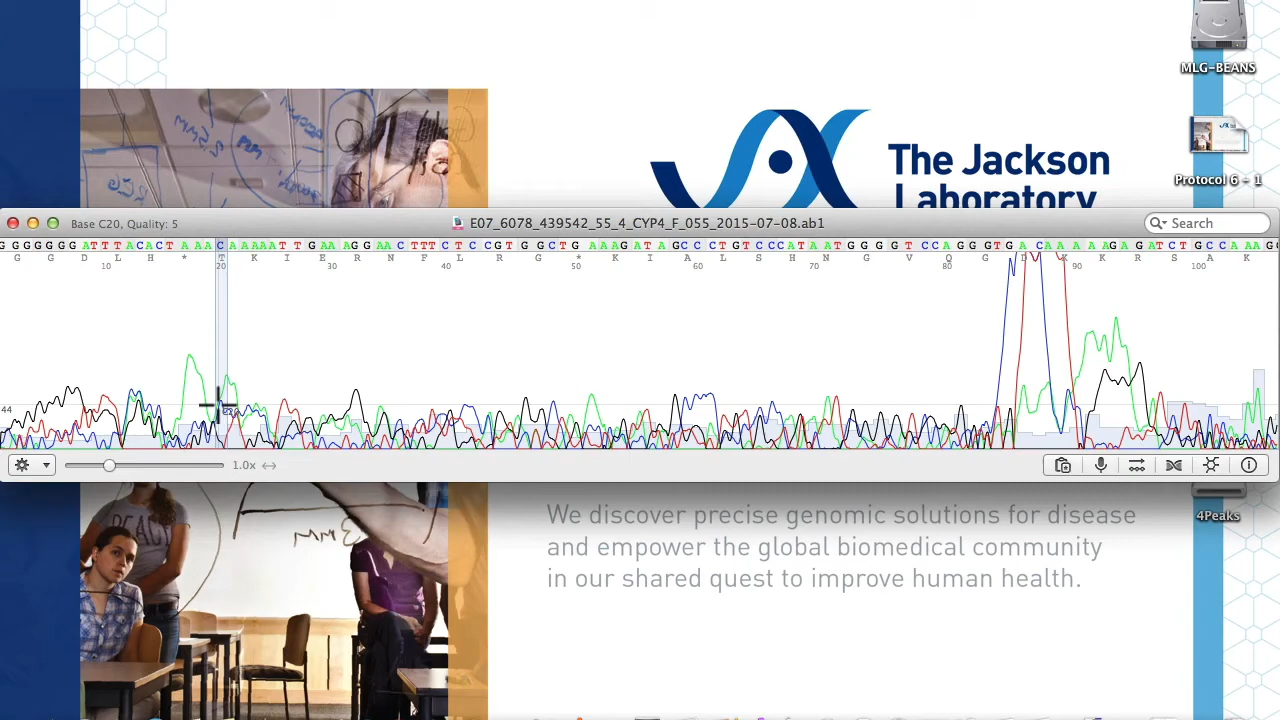 MLG-BEANS
Protocol 6 - 1
The Jackson
Laboratory
Base C20, Quality: 5
E07_6078_439542_55_4_CYP4_F_055_2015-07-08.ab1
Search
G G G G G G G A T T T A C A C T A A A C A A A A A T T G A A A G G A A C T T T C T C C G T G G C T G A A A G A T A G C C C T G T C C C A T A A T G G G G T C C A G G G T G A C A A A A A G A G A T C T G C C A A A G
G G D L H * T K I E R N F L R G * K I A L S H N G V Q G D K K R S A K
10 20 30 40 50 60 70 80 90 100
44
1.0x
REACT
4Peaks
We discover precise genomic solutions for disease
and empower the global biomedical community
in our shared quest to improve human health.